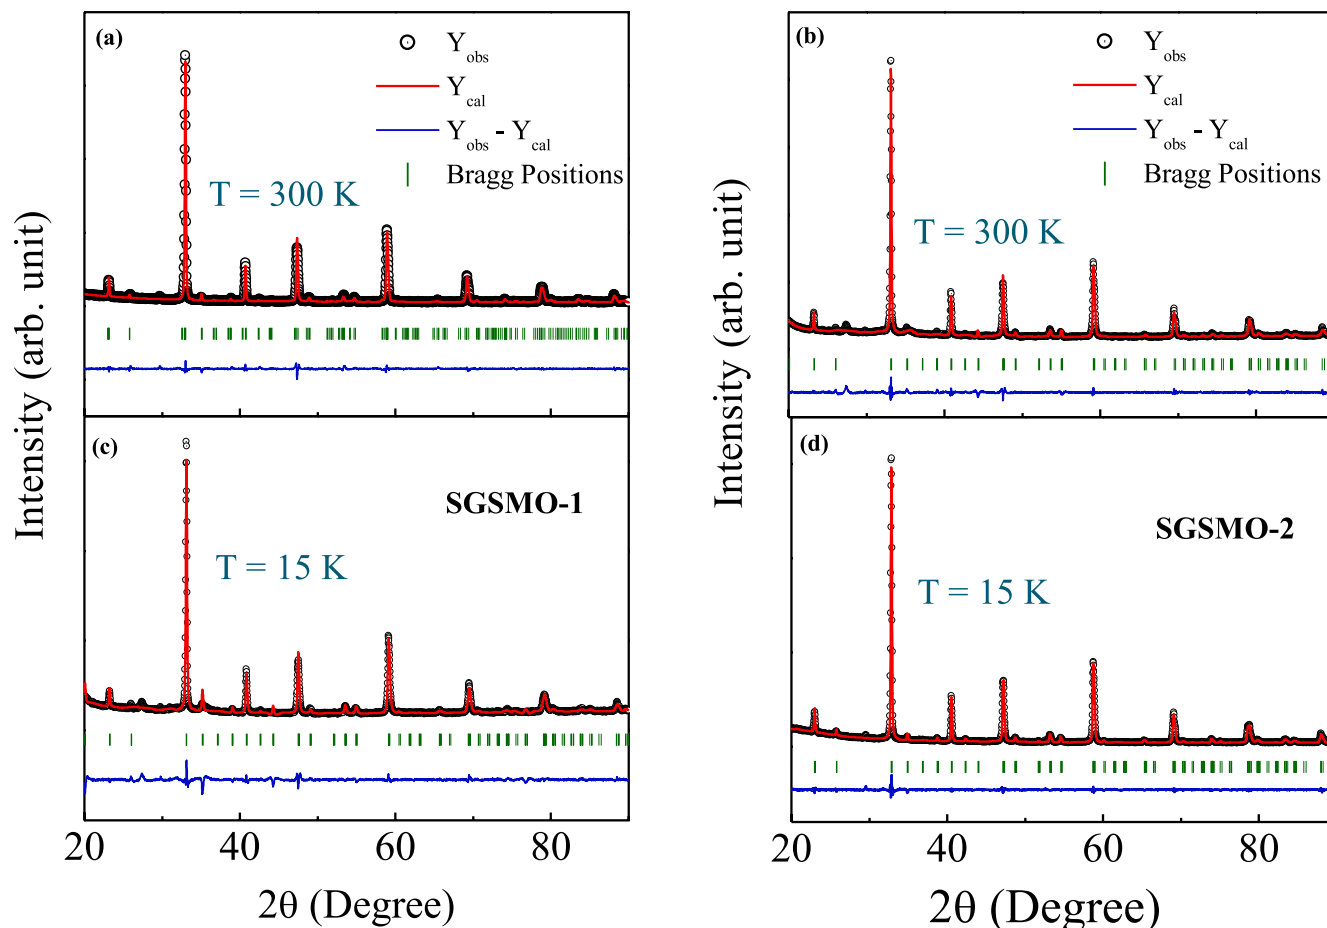 (a)
Y_obs
Y_cal
Y_obs - Y_cal
Bragg Positions
T = 300 K
(b)
Y_obs
Y_cal
Y_obs - Y_cal
Bragg Positions
T = 300 K
Intensity (arb. unit)
Intensity (arb. unit)
(c)
SGSMO-1
T = 15 K
(d)
SGSMO-2
T = 15 K
20 40 60 80
2θ (Degree)
20 40 60 80
2θ (Degree)